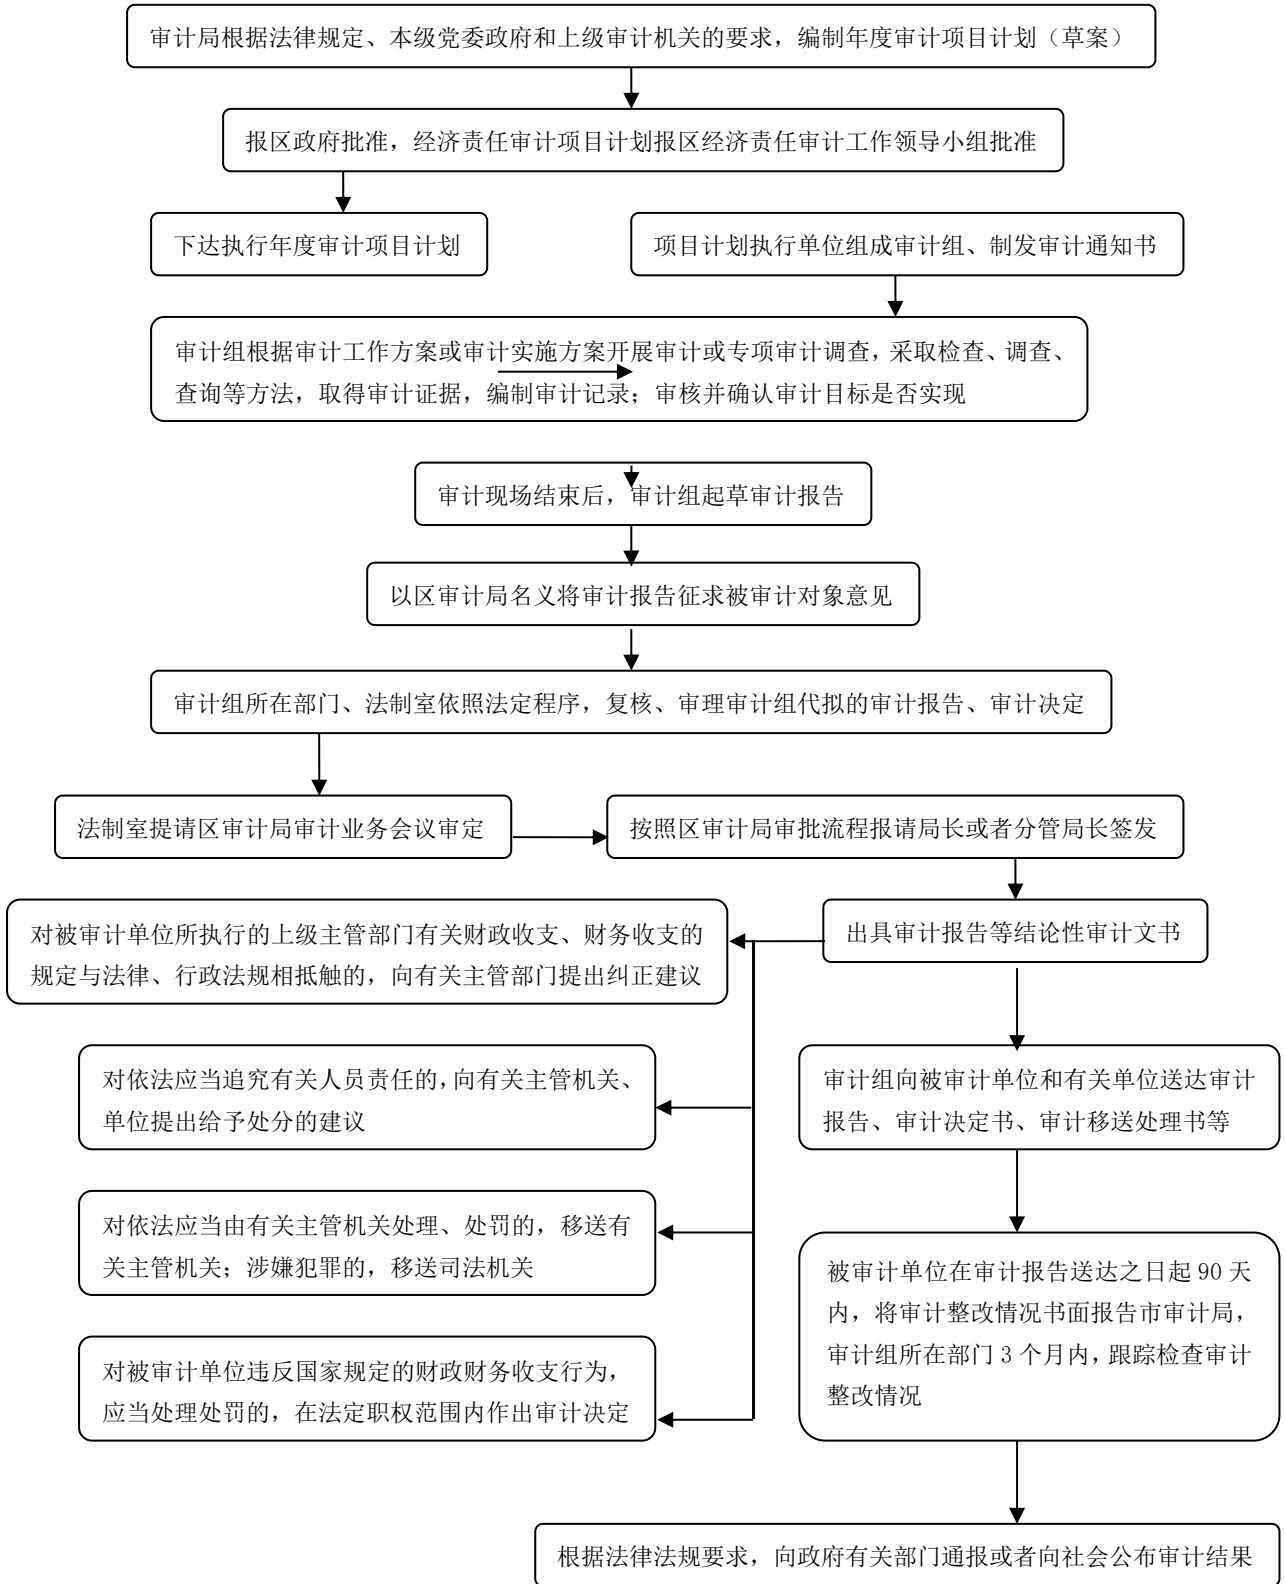 审计局根据法律规定、本级党委政府和上级审计机关的要求，编制年度审计项目计划（草案）
报区政府批准，经济责任审计项目计划报区经济责任审计工作领导小组批准
下达执行年度审计项目计划
项目计划执行单位组成审计组、制发审计通知书
审计组根据审计工作方案或审计实施方案开展审计或专项审计调查，采取检查、调查、
查询等方法，取得审计证据，编制审计记录；审核并确认审计目标是否实现
审计现场结束后，审计组起草审计报告
以区审计局名义将审计报告征求被审计对象意见
审计组所在部门、法制室依照法定程序，复核、审理审计组代拟的审计报告、审计决定
法制室提请区审计局审计业务会议审定
按照区审计局审批流程报请局长或者分管局长签发
对被审计单位所执行的上级主管部门有关财政收支、财务收支的
规定与法律、行政法规相抵触的，向有关主管部门提出纠正建议
出具审计报告等结论性审计文书
对依法应当追究有关人员责任的，向有关主管机关、
单位提出给予处分的建议
审计组向被审计单位和有关单位送达审计
报告、审计决定书、审计移送处理书等
对依法应当由有关主管机关处理、处罚的，移送有
关主管机关；涉嫌犯罪的，移送司法机关
被审计单位在审计报告送达之日起 90 天
内，将审计整改情况书面报告市审计局，
审计组所在部门 3 个月内，跟踪检查审计
整改情况
对被审计单位违反国家规定的财政财务收支行为，
应当处理处罚的，在法定职权范围内作出审计决定
根据法律法规要求，向政府有关部门通报或者向社会公布审计结果